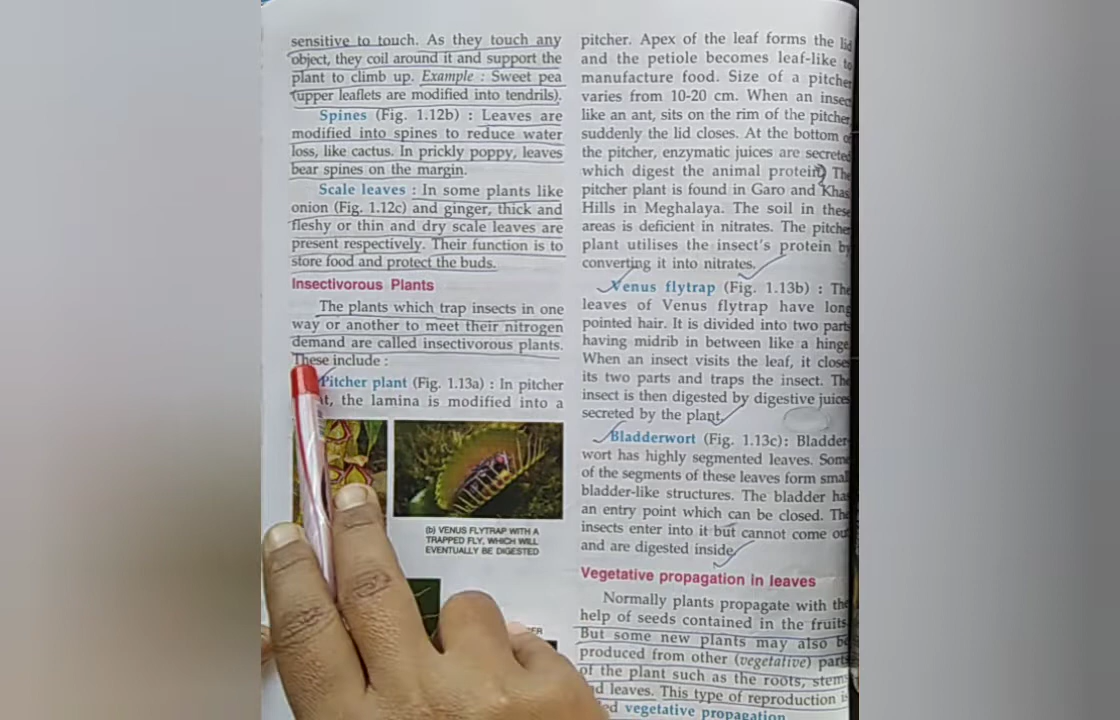 sensitive to touch. As they touch any
object, they coil around it and support the
plant to climb up. Example : Sweet pea
(upper leaflets are modified into tendrils).
Spines (Fig. 1.12b) : Leaves are
modified into spines to reduce water
loss, like cactus. In prickly poppy, leaves
bear spines on the margin.
Scale leaves : In some plants like
onion (Fig. 1.12c) and ginger, thick and
fleshy or thin and dry scale leaves are
present respectively. Their function is to
store food and protect the buds.
Insectivorous Plants
The plants which trap insects in one
way or another to meet their nitrogen
demand are called insectivorous plants.
These include :
Pitcher plant (Fig. 1.13a) : In pitcher
the lamina is modified into a
(b) VENUS FLYTRAP WITH A
TRAPPED FLY, WHICH WILL
EVENTUALLY BE DIGESTED
pitcher. Apex of the leaf forms the lid
and the petiole becomes leaf-like to
manufacture food. Size of a pitcher
varies from 10-20 cm. When an insect
like an ant, sits on the rim of the pitcher
suddenly the lid closes. At the bottom of
the pitcher, enzymatic juices are secreted
which digest the animal protein. The
pitcher plant is found in Garo and Khasi
Hills in Meghalaya. The soil in these
areas is deficient in nitrates. The pitcher
plant utilises the insect's protein by
converting it into nitrates.
Venus flytrap (Fig. 1.13b) : The
leaves of Venus flytrap have long
pointed hair. It is divided into two parts
having midrib in between like a hinge.
When an insect visits the leaf, it closes
its two parts and traps the insect. The
insect is then digested by digestive juices
secreted by the plant.
Bladderwort (Fig. 1.13c): Bladder-
wort has highly segmented leaves. Some
of the segments of these leaves form small
bladder-like structures. The bladder has
an entry point which can be closed. The
insects enter into it but cannot come out
and are digested inside.
Vegetative propagation in leaves
Normally plants propagate with the
help of seeds contained in the fruits.
But some new plants may also be
produced from other (vegetative) parts
of the plant such as the roots, stems
and leaves. This type of reproduction is
vegetative propagation